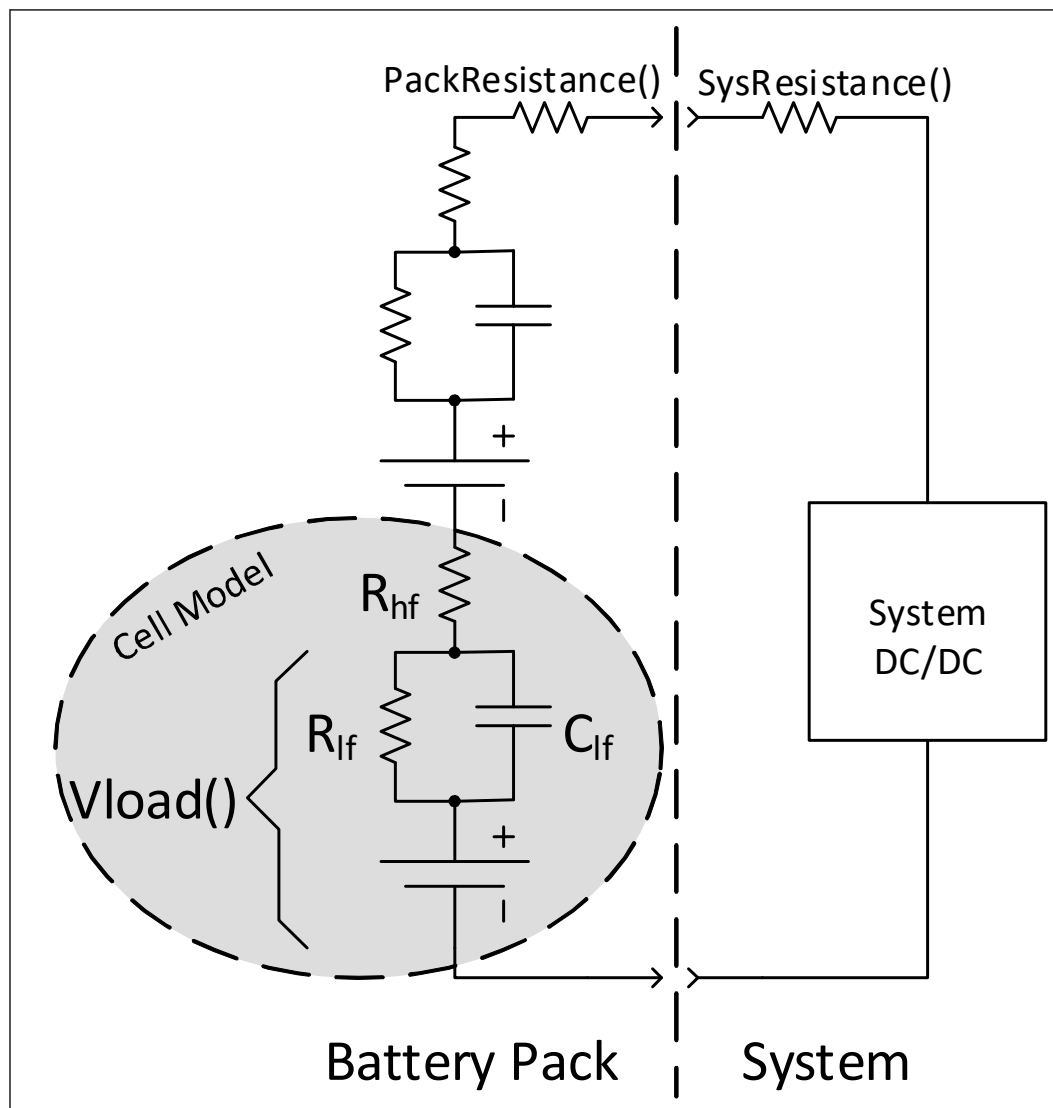 PackResistance()
SysResistance()
+
–
Cell Model
Rhf
Rlf
Clf
Vload()
+
–
System
DC/DC
Battery Pack
System